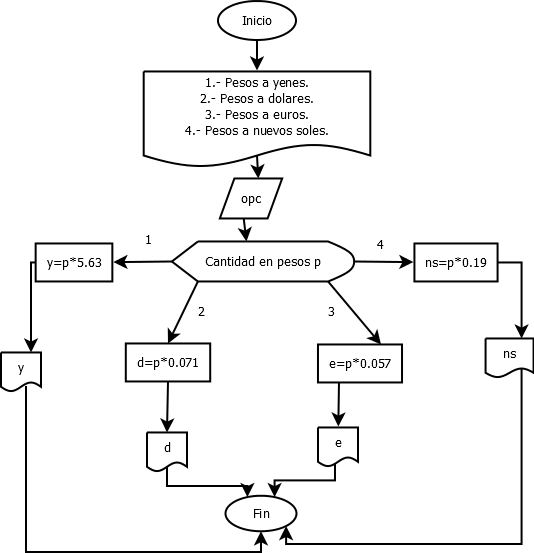 Inicio
1.- Pesos a yenes.
2.- Pesos a dolares.
3.- Pesos a euros.
4.- Pesos a nuevos soles.
opc
1
4
y=p*5.63
Cantidad en pesos p
ns=p*0.19
2
3
d=p*0.071
e=p*0.057
y
ns
d
e
Fin